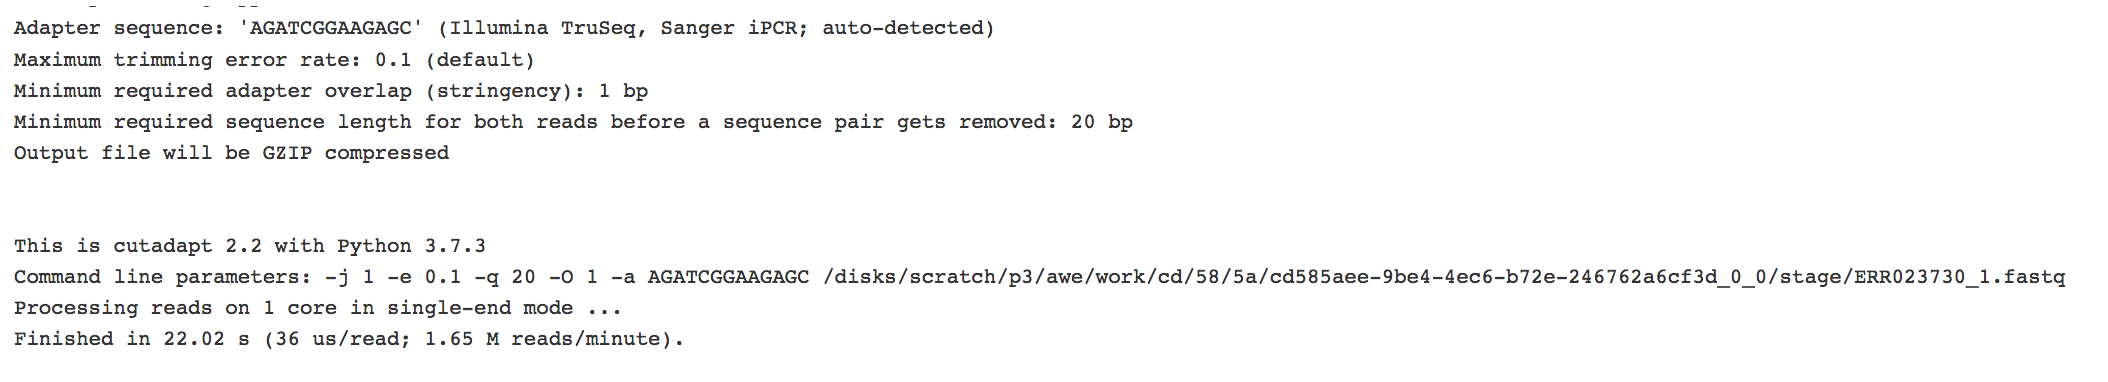 Adapter sequence: 'AGATCGGAAGAGC' (Illumina TruSeq, Sanger iPCR; auto-detected)
Maximum trimming error rate: 0.1 (default)
Minimum required adapter overlap (stringency): 1 bp
Minimum required sequence length for both reads before a sequence pair gets removed: 20 bp
Output file will be GZIP compressed
This is cutadapt 2.2 with Python 3.7.3
Command line parameters: -j 1 -e 0.1 -q 20 -O 1 -a AGATCGGAAGAGC /disks/scratch/p3/awe/work/cd/58/5a/cd585aee-9be4-4ec6-b72e-246762a6cf3d_0_0/stage/ERR023730_1.fastq
Processing reads on 1 core in single-end mode ...
Finished in 22.02 s (36 us/read; 1.65 M reads/minute).